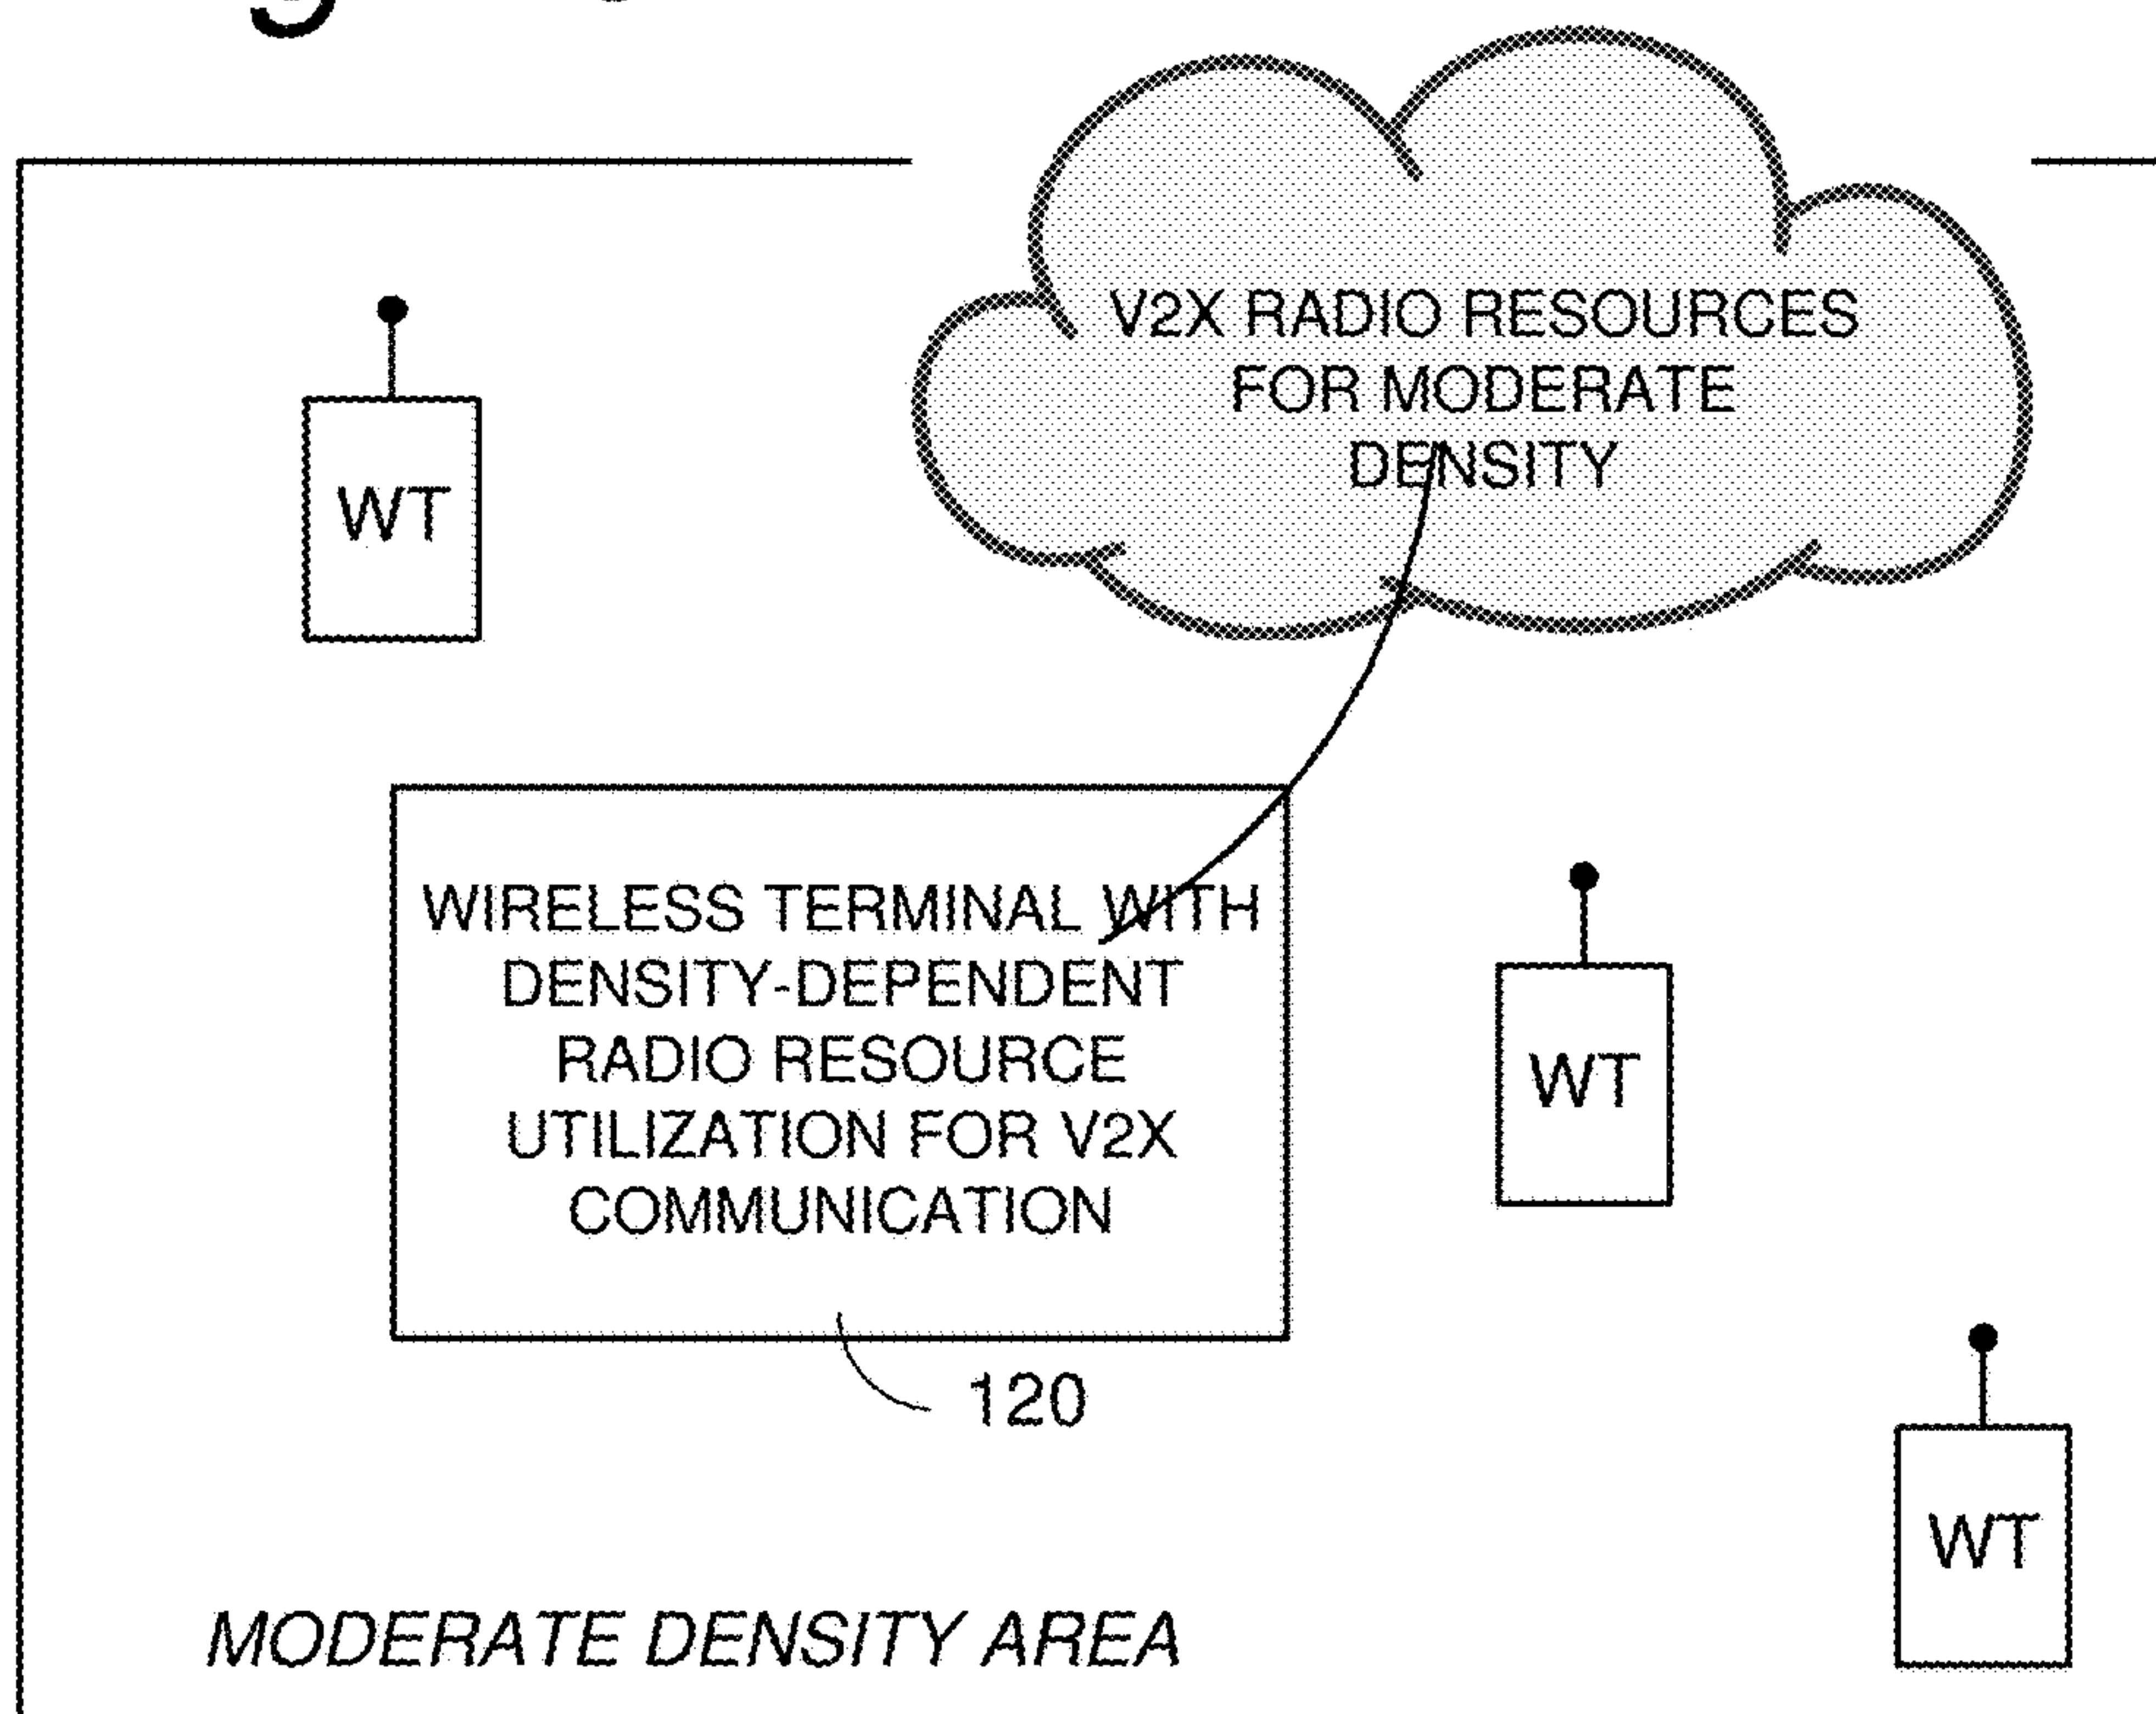 V2X RADIO RESOURCES
FOR MODERATE
DENSITY
WT
WIRELESS TERMINAL WITH
DENSITY-DEPENDENT
RADIO RESOURCE
UTILIZATION FOR V2X
COMMUNICATION
WT
120
WT
MODERATE DENSITY AREA